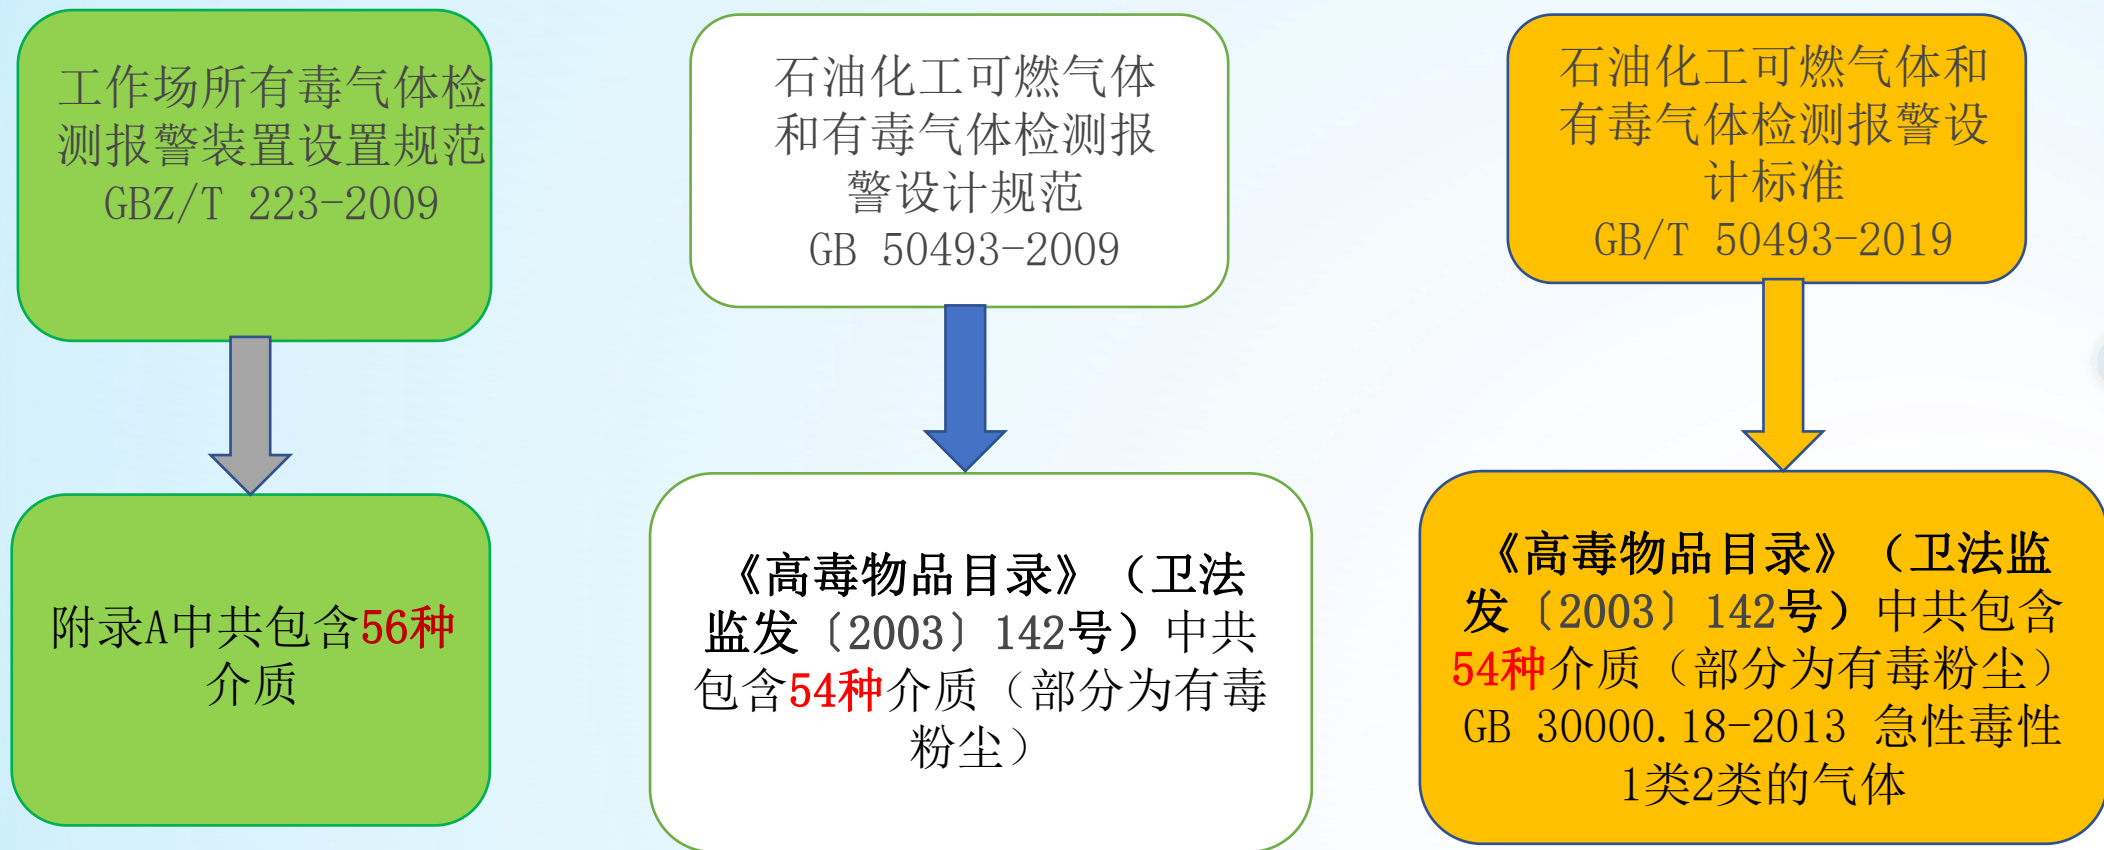 工作场所有毒气体检
测报警装置设置规范
GBZ/T 223-2009
石油化工可燃气体
和有毒气体检测报
警设计规范
GB 50493-2009
石油化工可燃气体和
有毒气体检测报警设
计标准
GB/T 50493-2019
附录A中共包含56种
介质
《高毒物品目录》（卫法
监发〔2003〕142号）中共
包含54种介质（部分为有毒
粉尘）
《高毒物品目录》（卫法监
发〔2003〕142号）中共包含
54种介质（部分为有毒粉尘）
GB 30000.18-2013 急性毒性
1类2类的气体